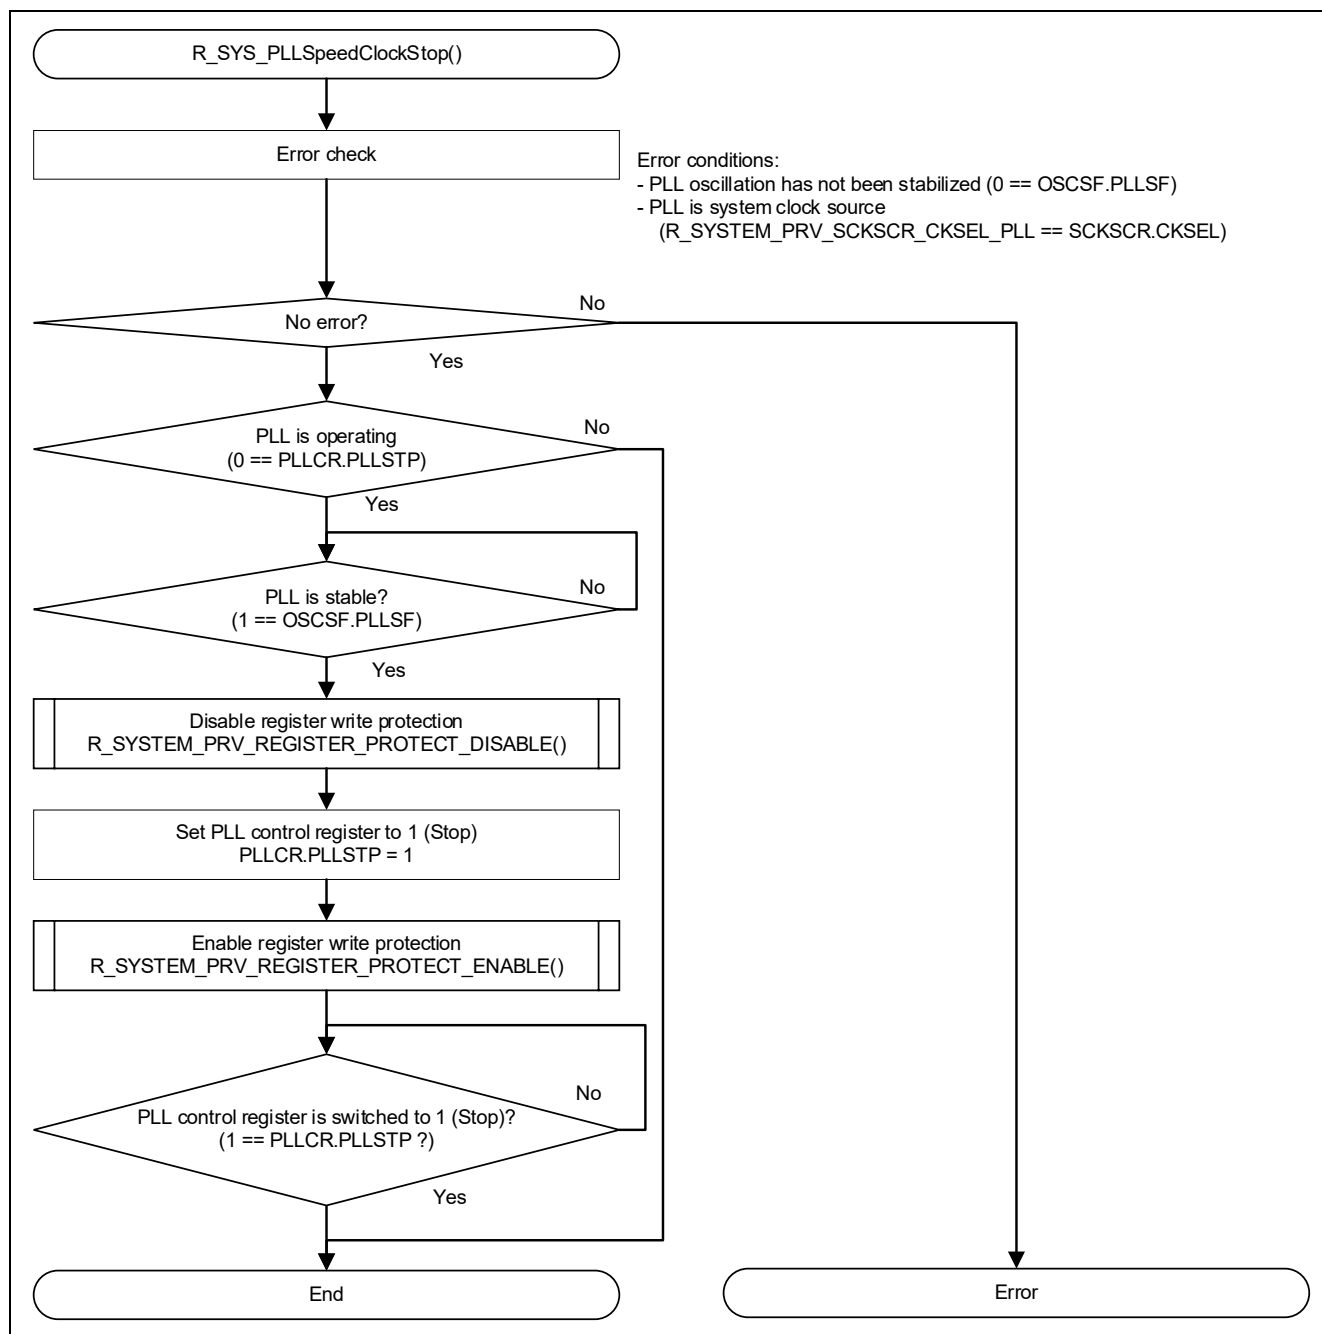 R_SYS_PLLSpeedClockStop()
Error check
Error conditions:
- PLL oscillation has not been stabilized (0 == OSCSF.PLLSF)
- PLL is system clock source
(R_SYSTEM_PRV_SCKSCR_CKSEL_PLL == SCKSCR.CKSEL)
No error?
No
Yes
PLL is operating
(0 == PLLCR.PLLSTP)
No
Yes
PLL is stable?
(1 == OSCSF.PLLSF)
No
Yes
Disable register write protection
R_SYSTEM_PRV_REGISTER_PROTECT_DISABLE()
Set PLL control register to 1 (Stop)
PLLCR.PLLSTP = 1
Enable register write protection
R_SYSTEM_PRV_REGISTER_PROTECT_ENABLE()
No
PLL control register is switched to 1 (Stop)?
(1 == PLLCR.PLLSTP ?)
Yes
End
Error